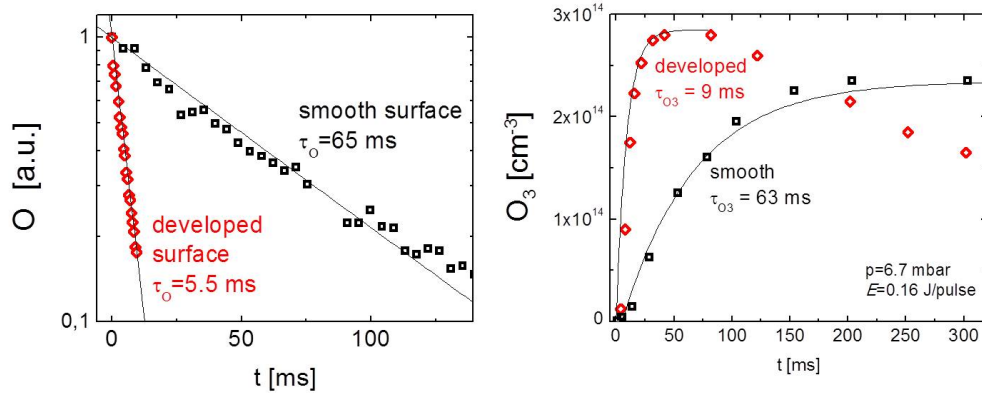 O [a.u.]
1
0,1
smooth surface
τO=65 ms
developed
surface
τO=5.5 ms
0
50
100
t [ms]
O3 [cm-3]
3x10^14
2x10^14
1x10^14
0
developed
τO3 = 9 ms
smooth
τO3 = 63 ms
p=6.7 mbar
E=0.16 J/pulse
0 50 100 150 200 250 300
t [ms]